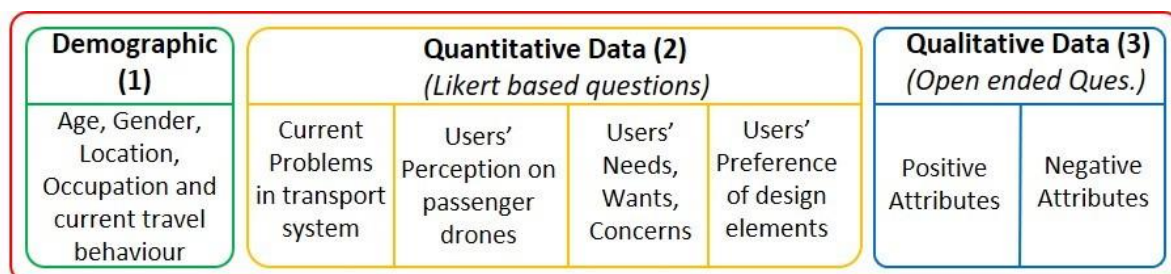 Demographic
(1)
Age, Gender,
Location,
Occupation and
current travel
behaviour
Quantitative Data (2)
(Likert based questions)
Current
Problems
in transport
system
Users’
Perception on
passenger
drones
Users’
Needs,
Wants,
Concerns
Users’
Preference
of design
elements
Qualitative Data (3)
(Open ended Ques.)
Positive
Attributes
Negative
Attributes